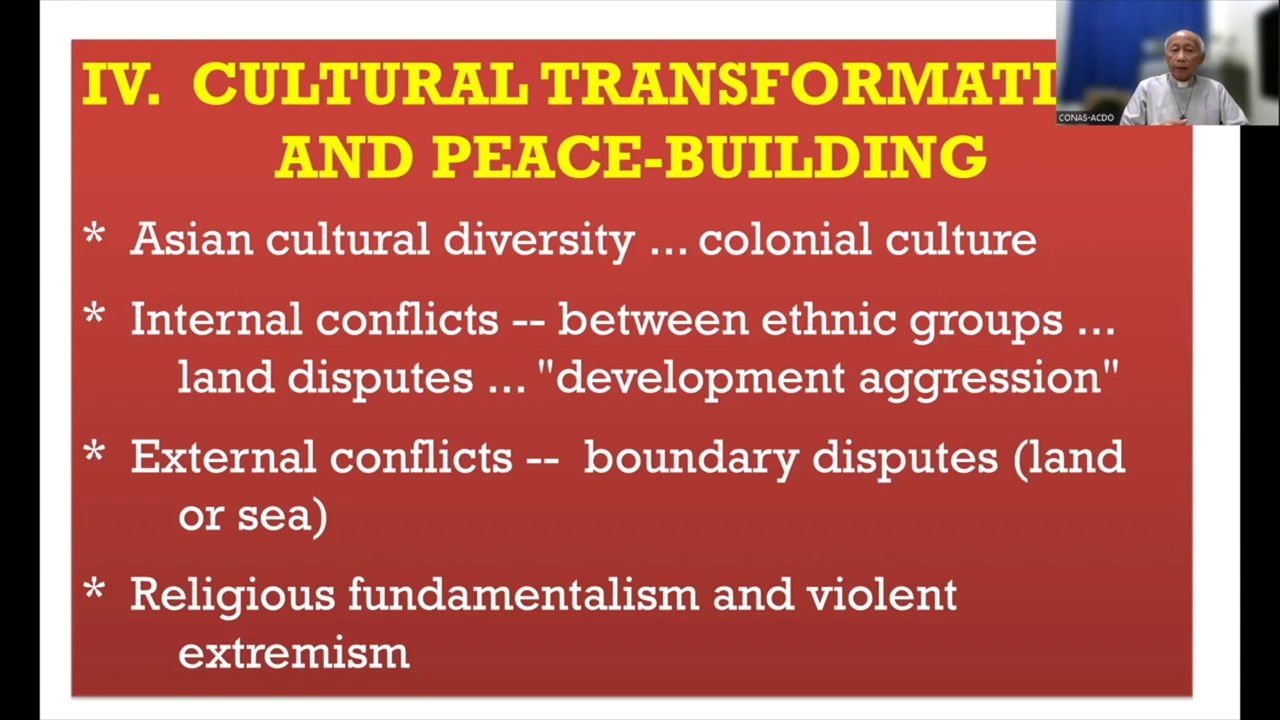 IV. CULTURAL TRANSFORMATI
AND PEACE-BUILDING
CONAS-ACDO
* Asian cultural diversity ... colonial culture
* Internal conflicts -- between ethnic groups ...
land disputes ... "development aggression"
* External conflicts -- boundary disputes (land
or sea)
* Religious fundamentalism and violent
extremism